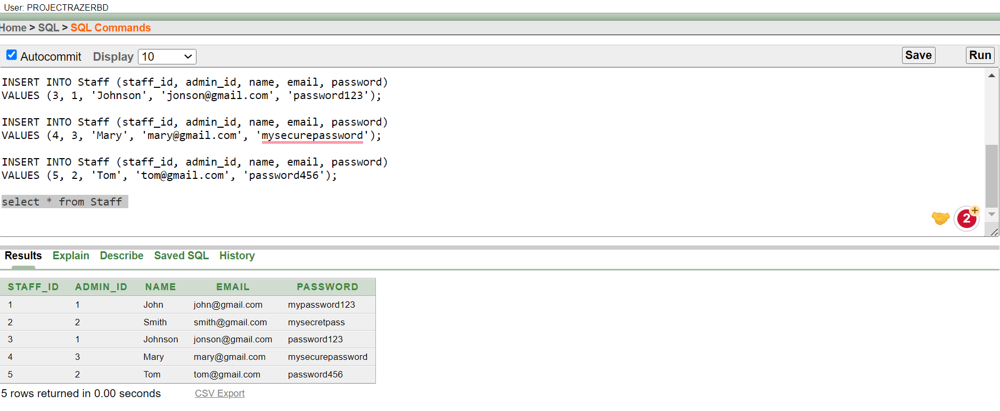 User: PROJECTRAZERBD
Home > SQL > SQL Commands
Autocommit Display 10 Save Run
INSERT INTO Staff (staff_id, admin_id, name, email, password)
VALUES (3, 1, 'Johnson', 'jonson@gmail.com', 'password123');
INSERT INTO Staff (staff_id, admin_id, name, email, password)
VALUES (4, 3, 'Mary', 'mary@gmail.com', 'mysecurepassword');
INSERT INTO Staff (staff_id, admin_id, name, email, password)
VALUES (5, 2, 'Tom', 'tom@gmail.com', 'password456');
select * from Staff
2 +
Results Explain Describe Saved SQL History
STAFF_ID ADMIN_ID NAME EMAIL PASSWORD
1 1 John john@gmail.com mypassword123
2 2 Smith smith@gmail.com mysecretpass
3 1 Johnson jonson@gmail.com password123
4 3 Mary mary@gmail.com mysecurepassword
5 2 Tom tom@gmail.com password456
5 rows returned in 0.00 seconds CSV Export